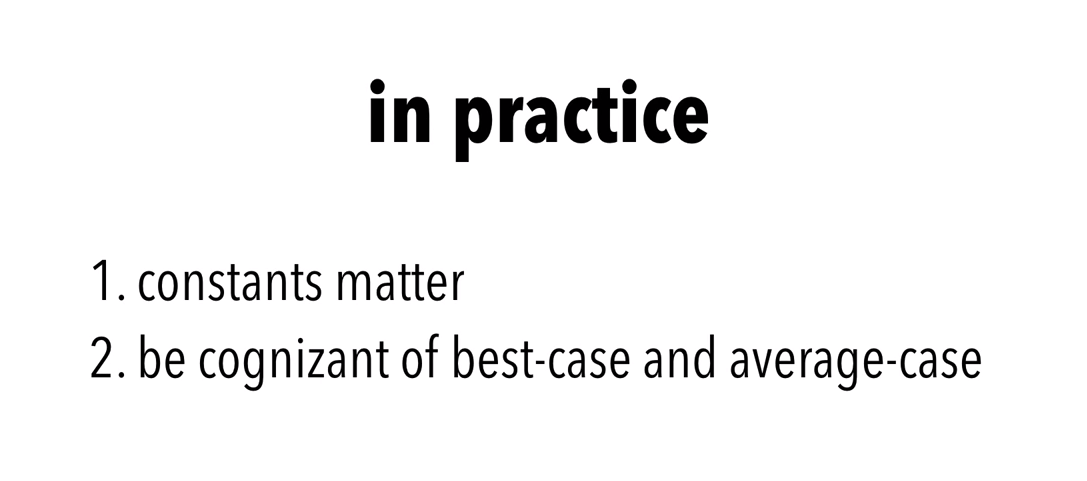 in practice
1. constants matter
2. be cognizant of best-case and average-case